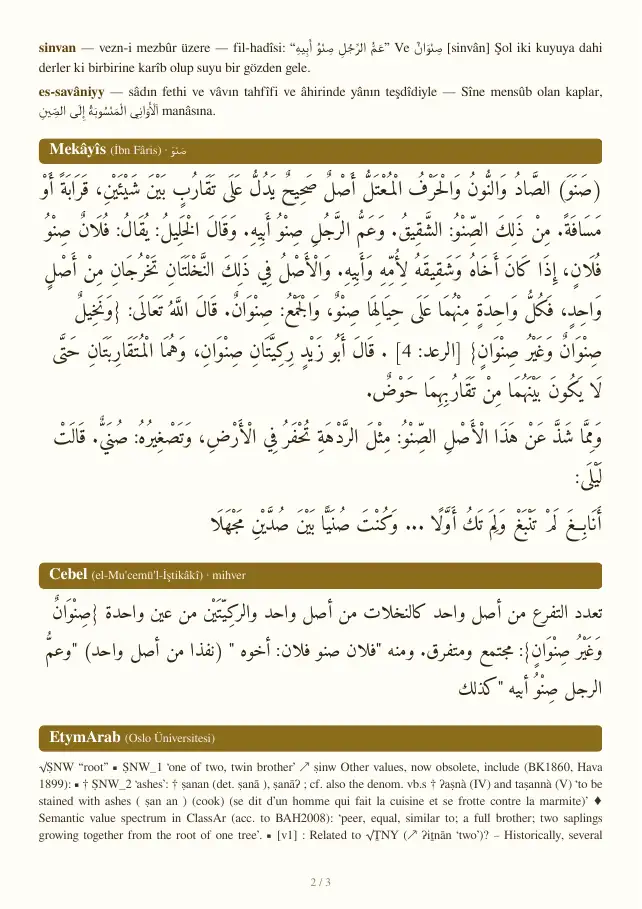 sinvan — vezn-i mezbûr üzere — fil-hadîsi: “عَمُّ الرَّجُلِ صِنْوُ أَبِيهِ” Ve صِنْوَانٌ [sinvân] Şol iki kuyuya dahi
derler ki birbirine karîb olup suyu bir gözden gele.
es-savâniyy — sâdın fethi ve vâvın tahfîfi ve âhirinde yânın teşdîdiyle — Sîne mensûb olan kaplar,
اَلْأَوَانِى الْمَنْسُوبَةُ إِلَى الصِّينِ manâsına.
Mekâyîs (İbn Fâris) · صَنَوَ
(صَنَوَ) الصَّادُ وَالنُّونُ وَالْحَرْفُ الْمُعْتَلُّ أَصْلٌ صَحِيحٌ يَدُلُّ عَلَى تَقَارُبٍ بَيْنَ شَيْئَيْنِ، قَرَابَةً أَوْ
مَسَافَةً. مِنْ ذَلِكَ الصِّنْوُ: الشَّقِيقُ. وَعَمُّ الرَّجُلِ صِنْوُ أَبِيهِ. وَقَالَ الْخَلِيلُ: يُقَالُ: فُلَانٌ صِنْوُ
فُلَانٍ، إِذَا كَانَ أَخَاهُ وَشَقِيقَهُ لِأُمِّهِ وَأَبِيهِ. وَالْأَصْلُ فِي ذَلِكَ النَّخْلَتَانِ تَخْرُجَانِ مِنْ أَصْلٍ
وَاحِدٍ، فَكُلُّ وَاحِدَةٍ مِنْهُمَا عَلَى حِيَالِهَا صِنْوٌ، وَالْجَمْعُ: صِنْوَانٌ. قَالَ اللَّهُ تَعَالَى: {وَنَخِيلٌ
صِنْوَانٌ وَغَيْرُ صِنْوَانٍ} [الرعد: 4] . قَالَ أَبُو زَيْدٍ رِكِيَّتَانِ صِنْوَانِ، وَهُمَا الْمُتَقَارِبَتَانِ حَتَّى
لَا يَكُونَ بَيْنَهُمَا مِنْ تَقَارُبِهِمَا حَوْضٌ.
وَمِمَّا شَذَّ عَنْ هَذَا الْأَصْلِ الصِّنْوُ: مِثْلَ الرَّدْهَةِ تُحْفَرُ فِي الْأَرْضِ، وَتَصْغِيرُهُ: صُنَيٌّ. قَالَتْ
لَيْلَى:
أَنَابِغَ لَمْ تَنْبَغْ وَلَمْ تَكُ أَوَّلَا ... وَكُنْتَ صُنَيًّا بَيْنَ صُدَّيْنِ مَجْهَلَا
Cebel (el-Mu'cemü'l-İştikâkî) · mihver
تعدد التفرع من أصل واحد كالنخلات من أصل واحد والركِيّتَيْن من عين واحدة {صِنْوَانٌ
وَغَيْرُ صِنْوَانٍ}: مجتمع ومتفرق. ومنه "فلان صنو فلان: أخوه " (نفذا من أصل واحد) "وعمُّ
الرجل صِنْوُ أبيه "كذلك
EtymArab (Oslo Üniversitesi)
√ṢNW “root” ▪ ṢNW_1 ‘one of two, twin brother’ ↗ ṣinw Other values, now obsolete, include (BK1860, Hava
1899): ▪ † ṢNW_2 ‘ashes’: † ṣanan (det. ṣanā ), ṣanāʔ ; cf. also the denom. vb.s † ʔaṣnà (IV) and taṣannà (V) ‘to be
stained with ashes ( ṣan an ) (cook) (se dit d’un homme qui fait la cuisine et se frotte contre la marmite)’ ♦
Semantic value spectrum in ClassAr (acc. to BAH2008): ‘peer, equal, similar to; a full brother; two saplings
growing together from the root of one tree’. ▪ [v1] : Related to √ṮNY (↗ ʔiṯnān ‘two’)? – Historically, several
2 / 3